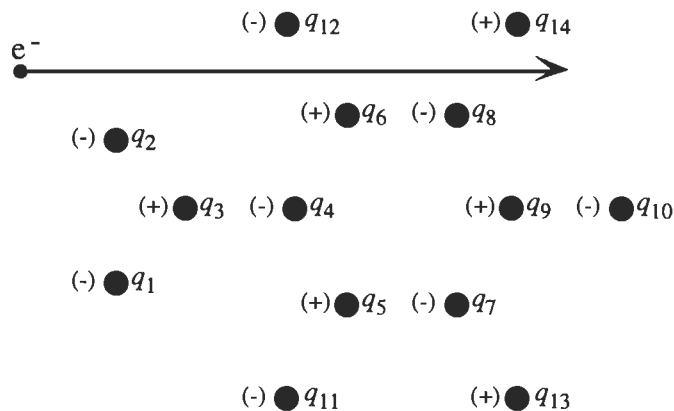 (-) q12 (+) q14
e-
(+) q6 (-) q8
(-) q2
(+) q3 (-) q4 (+) q9 (-) q10
(-) q1
(+) q5 (-) q7
(-) q11 (+) q13